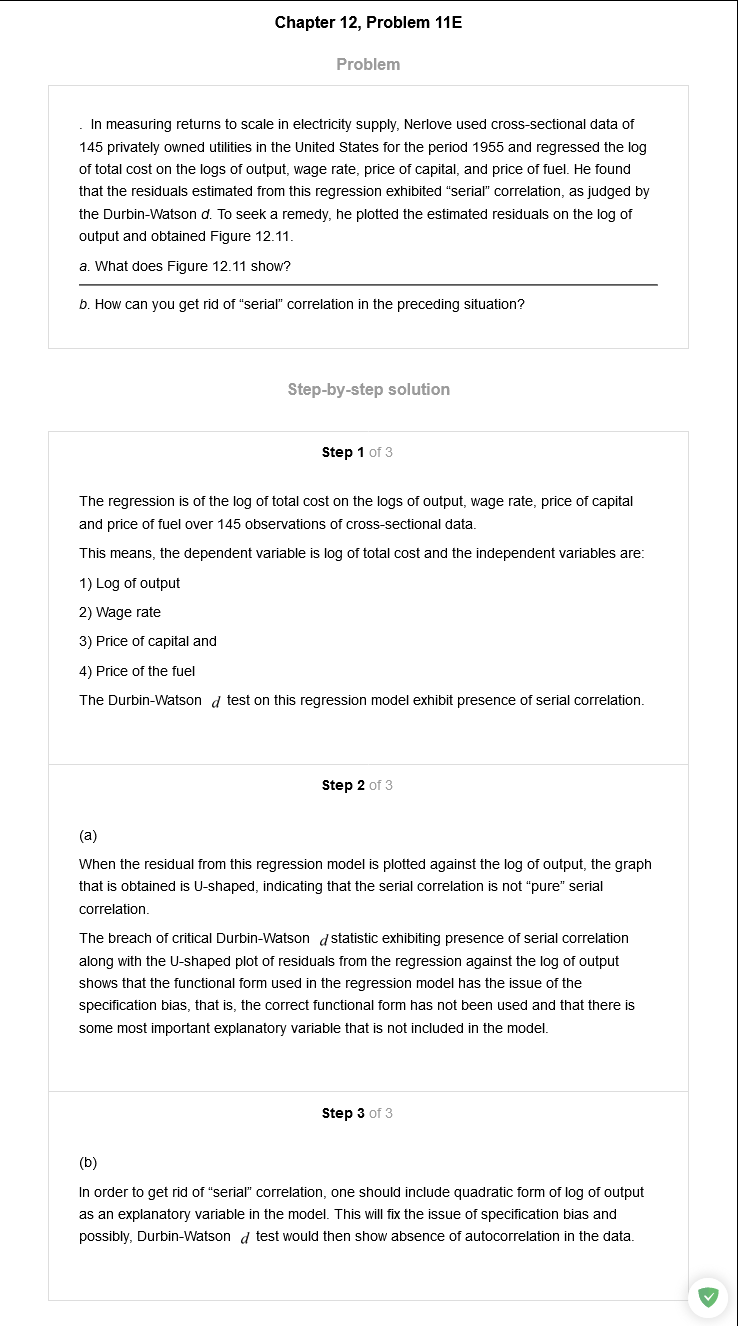 Chapter 12, Problem 11E
Problem
. In measuring returns to scale in electricity supply, Nerlove used cross-sectional data of
145 privately owned utilities in the United States for the period 1955 and regressed the log
of total cost on the logs of output, wage rate, price of capital, and price of fuel. He found
that the residuals estimated from this regression exhibited “serial” correlation, as judged by
the Durbin-Watson d. To seek a remedy, he plotted the estimated residuals on the log of
output and obtained Figure 12.11.
a. What does Figure 12.11 show?
b. How can you get rid of “serial” correlation in the preceding situation?
Step-by-step solution
Step 1 of 3
The regression is of the log of total cost on the logs of output, wage rate, price of capital
and price of fuel over 145 observations of cross-sectional data.
This means, the dependent variable is log of total cost and the independent variables are:
1) Log of output
2) Wage rate
3) Price of capital and
4) Price of the fuel
The Durbin-Watson d test on this regression model exhibit presence of serial correlation.
Step 2 of 3
(a)
When the residual from this regression model is plotted against the log of output, the graph
that is obtained is U-shaped, indicating that the serial correlation is not “pure” serial
correlation.
The breach of critical Durbin-Watson d statistic exhibiting presence of serial correlation
along with the U-shaped plot of residuals from the regression against the log of output
shows that the functional form used in the regression model has the issue of the
specification bias, that is, the correct functional form has not been used and that there is
some most important explanatory variable that is not included in the model.
Step 3 of 3
(b)
In order to get rid of “serial” correlation, one should include quadratic form of log of output
as an explanatory variable in the model. This will fix the issue of specification bias and
possibly, Durbin-Watson d test would then show absence of autocorrelation in the data.